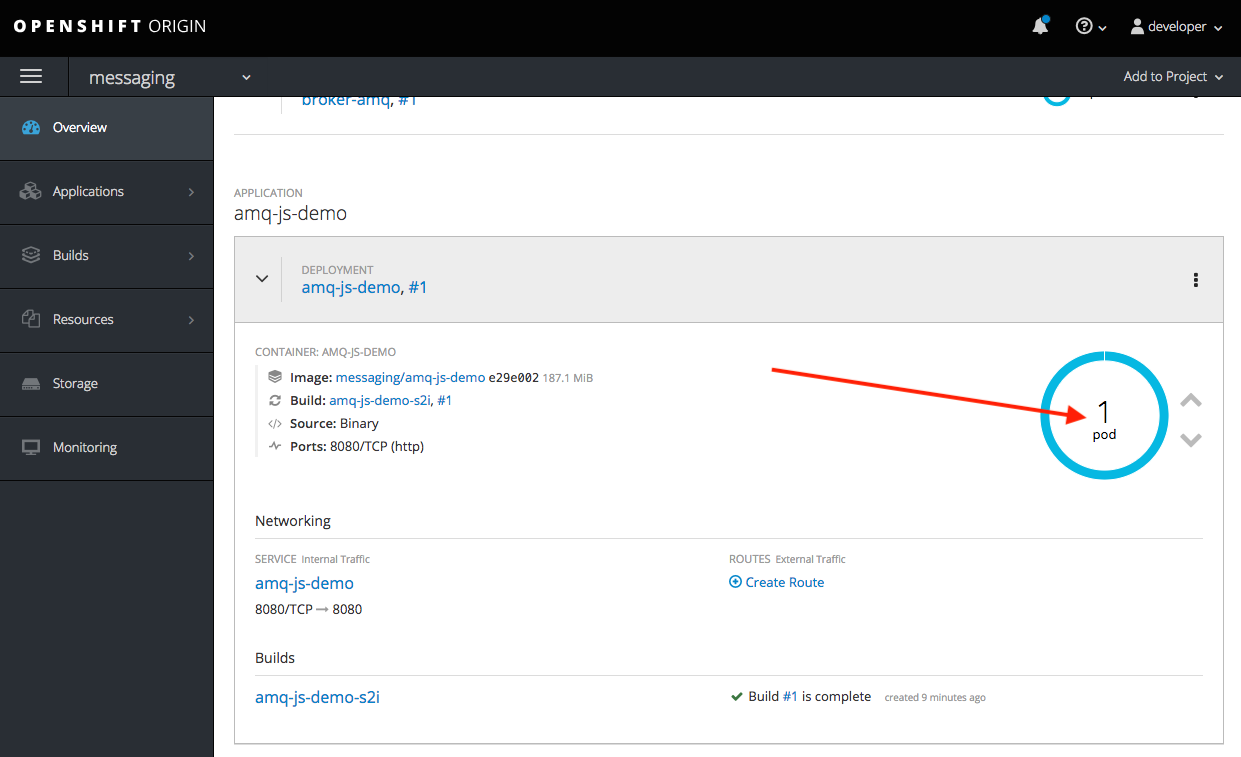 OPENSHIFT ORIGIN
developer
messaging
Add to Project
Overview
Applications
Builds
Resources
Storage
Monitoring
broker-amq, #1
APPLICATION
amq-js-demo
DEPLOYMENT
amq-js-demo, #1
CONTAINER: AMQ-JS-DEMO
Image: messaging/amq-js-demo e29e002 187.1 MiB
Build: amq-js-demo-s2i, #1
</> Source: Binary
Ports: 8080/TCP (http)
1
pod
Networking
SERVICE Internal Traffic
amq-js-demo
8080/TCP → 8080
ROUTES External Traffic
Create Route
Builds
amq-js-demo-s2i
Build #1 is complete created 9 minutes ago